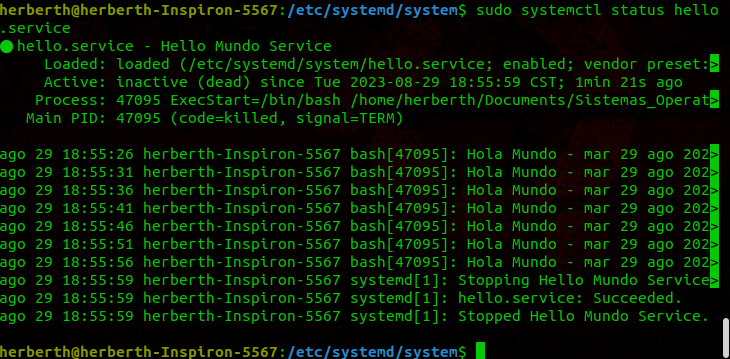 herberth@herberth-Inspiron-5567:/etc/systemd/system$ sudo systemctl status hello
.service
● hello.service - Hello Mundo Service
     Loaded: loaded (/etc/systemd/system/hello.service; enabled; vendor preset:>
     Active: inactive (dead) since Tue 2023-08-29 18:55:59 CST; 1min 21s ago
    Process: 47095 ExecStart=/bin/bash /home/herberth/Documents/Sistemas_Operat>
   Main PID: 47095 (code=killed, signal=TERM)

ago 29 18:55:26 herberth-Inspiron-5567 bash[47095]: Hola Mundo - mar 29 ago 202>
ago 29 18:55:31 herberth-Inspiron-5567 bash[47095]: Hola Mundo - mar 29 ago 202>
ago 29 18:55:36 herberth-Inspiron-5567 bash[47095]: Hola Mundo - mar 29 ago 202>
ago 29 18:55:41 herberth-Inspiron-5567 bash[47095]: Hola Mundo - mar 29 ago 202>
ago 29 18:55:46 herberth-Inspiron-5567 bash[47095]: Hola Mundo - mar 29 ago 202>
ago 29 18:55:51 herberth-Inspiron-5567 bash[47095]: Hola Mundo - mar 29 ago 202>
ago 29 18:55:56 herberth-Inspiron-5567 bash[47095]: Hola Mundo - mar 29 ago 202>
ago 29 18:55:59 herberth-Inspiron-5567 systemd[1]: Stopping Hello Mundo Service>
ago 29 18:55:59 herberth-Inspiron-5567 systemd[1]: hello.service: Succeeded.
ago 29 18:55:59 herberth-Inspiron-5567 systemd[1]: Stopped Hello Mundo Service.

herberth@herberth-Inspiron-5567:/etc/systemd/system$